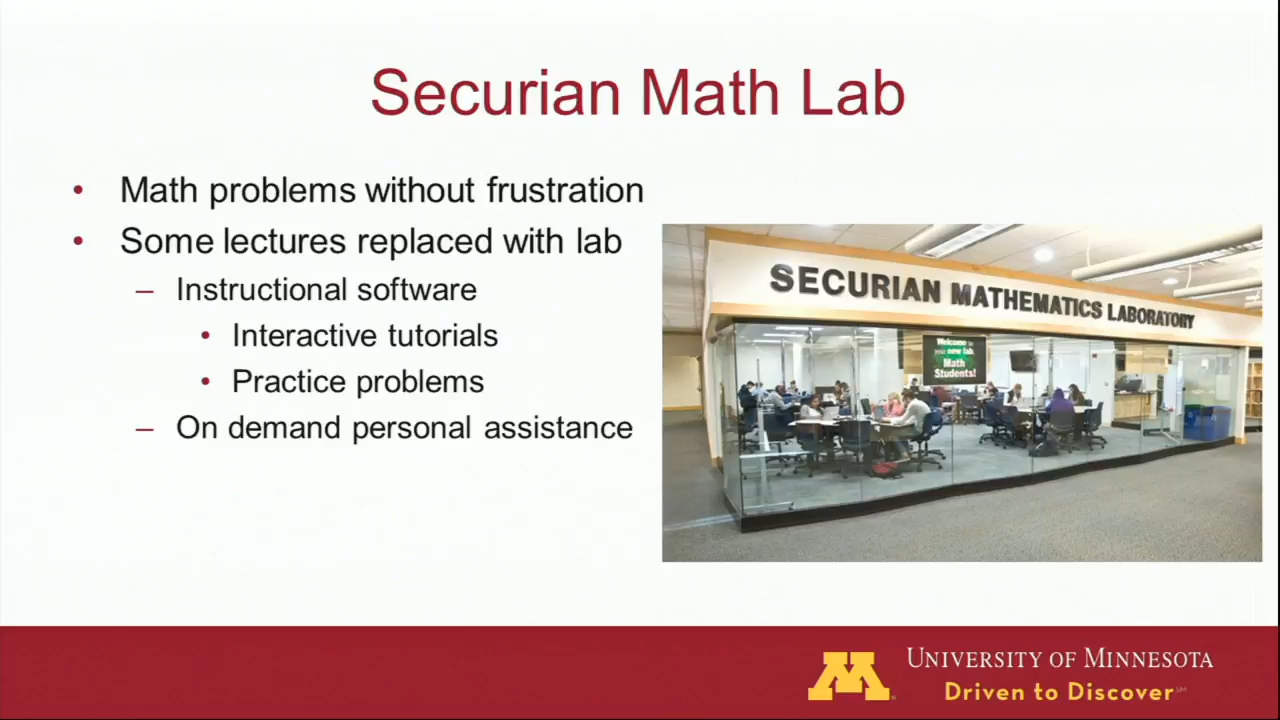 Securian Math Lab
• Math problems without frustration
• Some lectures replaced with lab
– Instructional software
• Interactive tutorials
• Practice problems
– On demand personal assistance
SECURIAN MATHEMATICS LABORATORY
Welcome to
your new lab,
Math
Students!
M
UNIVERSITY OF MINNESOTA
Driven to Discover℠